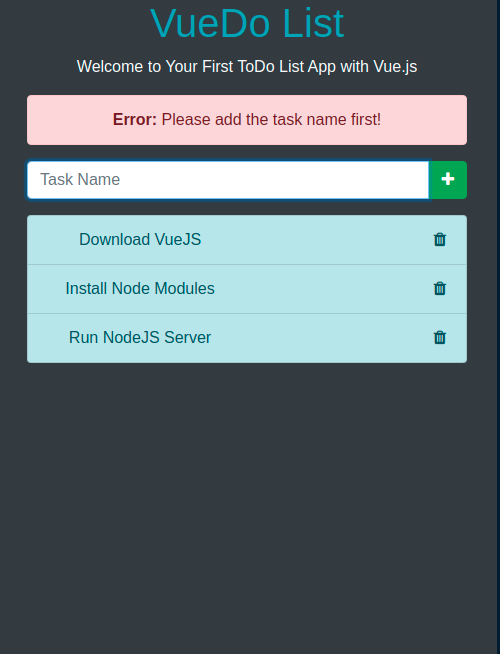 VueDo List
Welcome to Your First ToDo List App with Vue.js
Error: Please add the task name first!
Task Name
Download VueJS
Install Node Modules
Run NodeJS Server